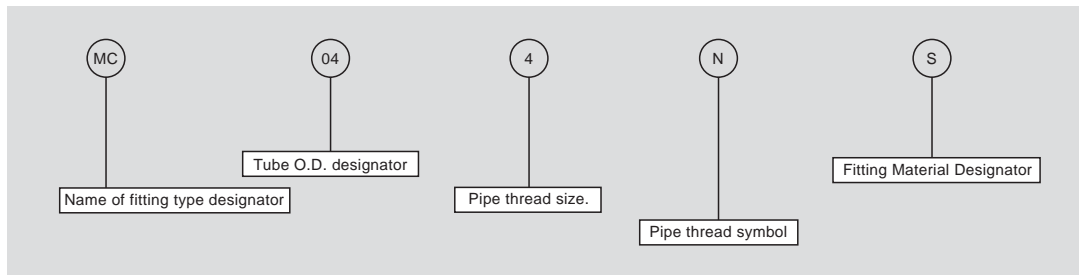 MC 04 4 N S
Tube O.D. designator
Fitting Material Designator
Name of fitting type designator
Pipe thread size.
Pipe thread symbol